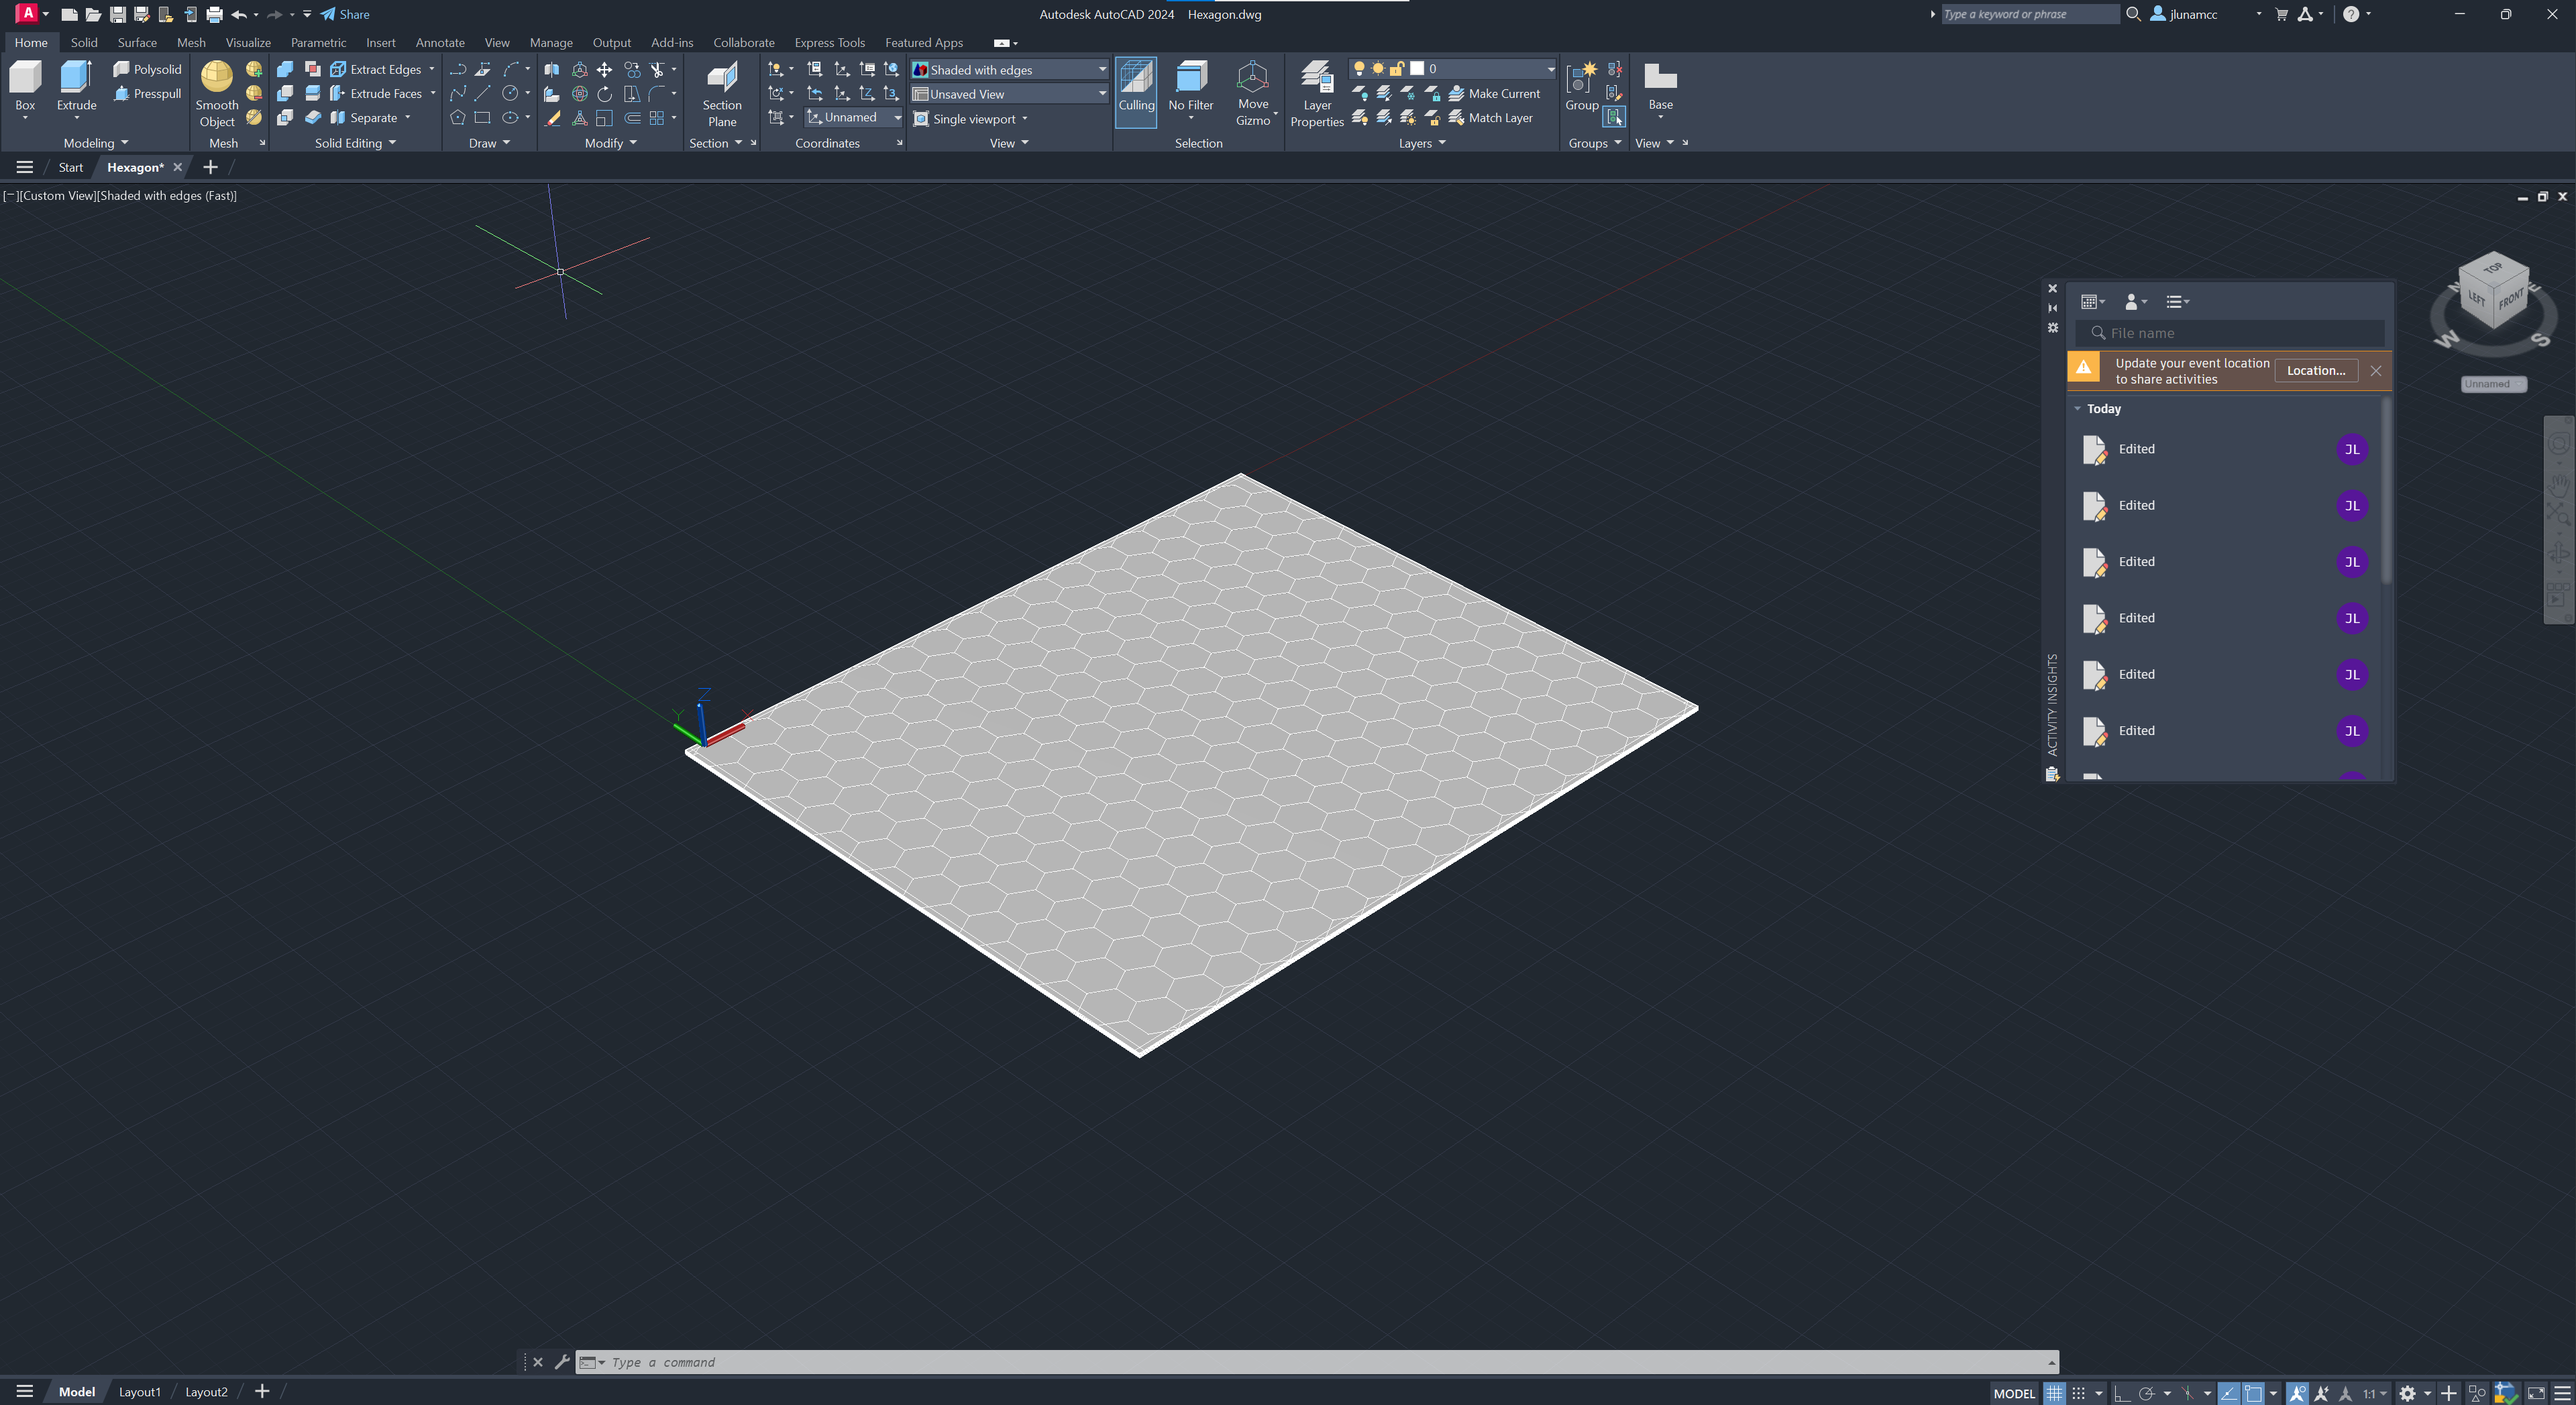 A Share Autodesk AutoCAD 2024 Hexagon.dwg Type a keyword or phrase jlunamcc ?
Home Solid Surface Mesh Visualize Parametric Insert Annotate View Manage Output Add-ins Collaborate Express Tools Featured Apps
Polysolid Extract Edges Shaded with edges 0
Presspull Extrude Faces Unsaved View Make Current
Box Extrude Smooth Object Separate Section Plane Unnamed Single viewport Culling No Filter Move Gizmo Layer Properties Match Layer Group Base
Modeling Mesh Solid Editing Draw Modify Section Coordinates View Selection Layers Groups View
Start Hexagon*
[−][Custom View][Shaded with edges (Fast)]
TOP
LEFT FRONT
N E
W S
Unnamed
File name
Update your event location
to share activities
Location...
Today
Edited JL
Edited JL
Edited JL
Edited JL
Edited JL
Edited JL
ACTIVITY INSIGHTS
Z
Y X
Type a command
Model Layout1 Layout2 MODEL 1:1